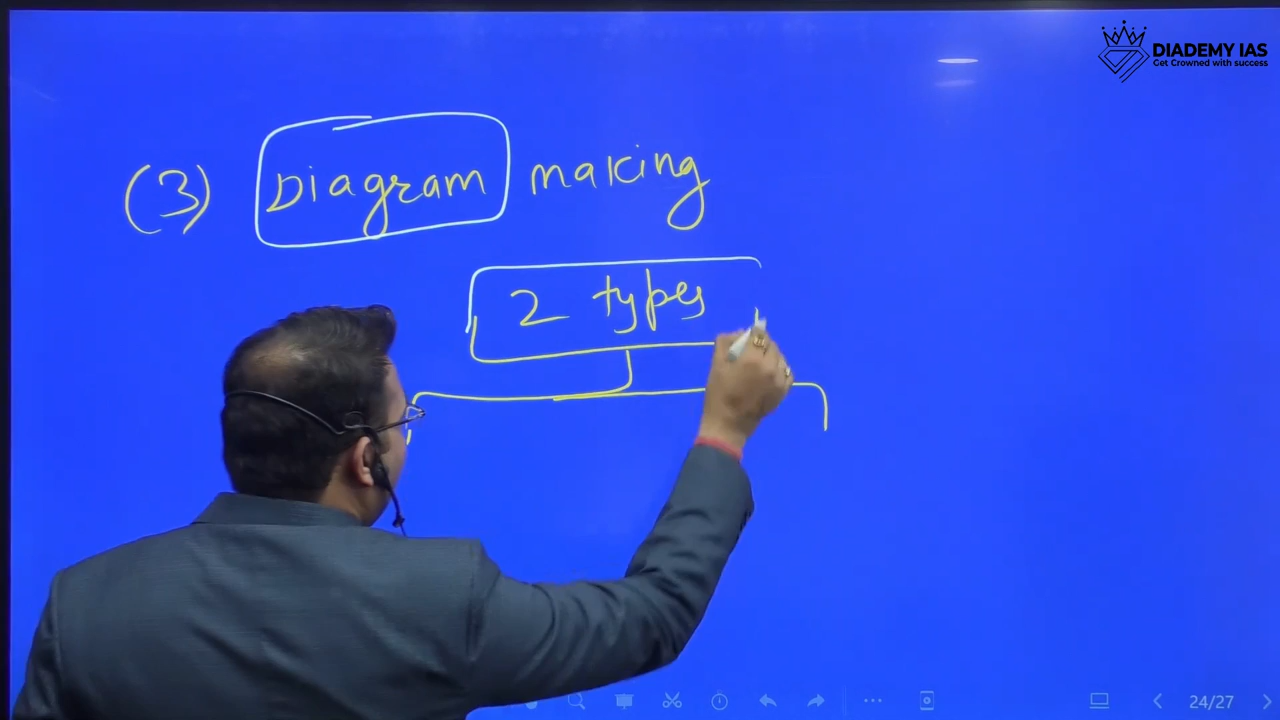 DIADEMY IAS
Get Crowned with success
(3) Diagram making
2 types
24/27